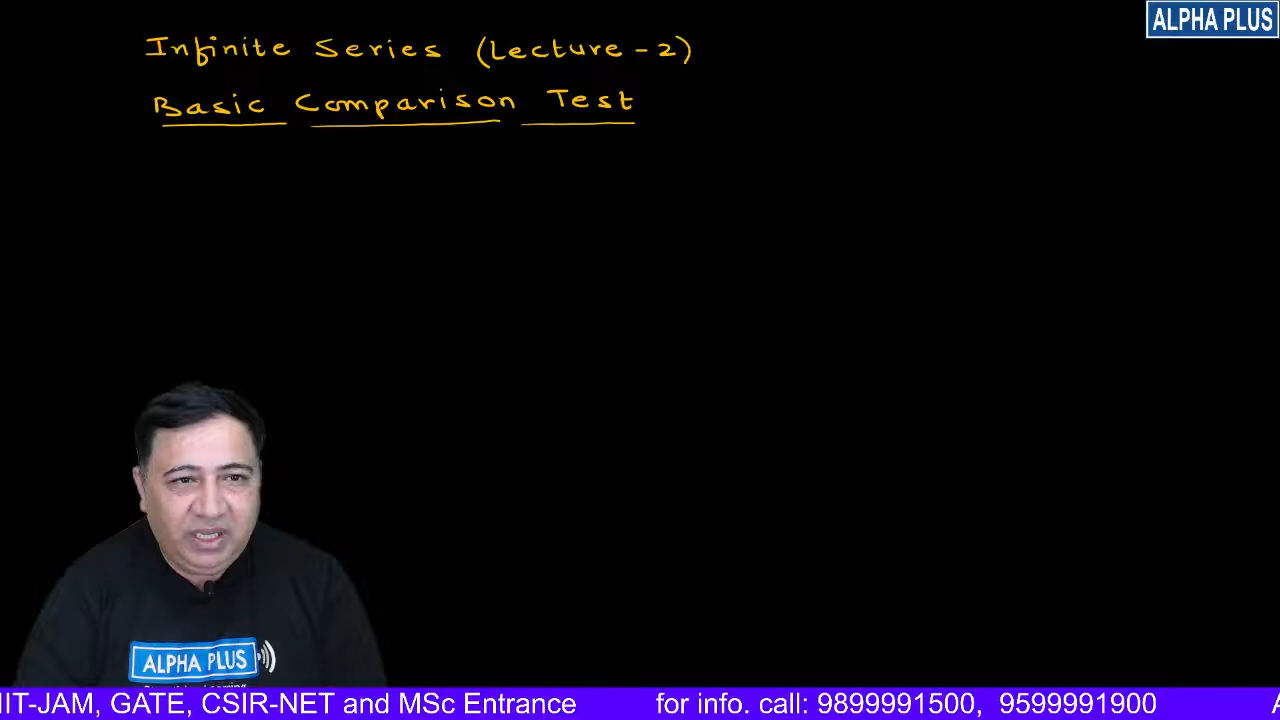 ALPHA PLUS
Infinite Series (Lecture-2)
Basic Comparison Test
ALPHA PLUS
IIT-JAM, GATE, CSIR-NET and MSc Entrance for info. call: 9899991500, 9599991900